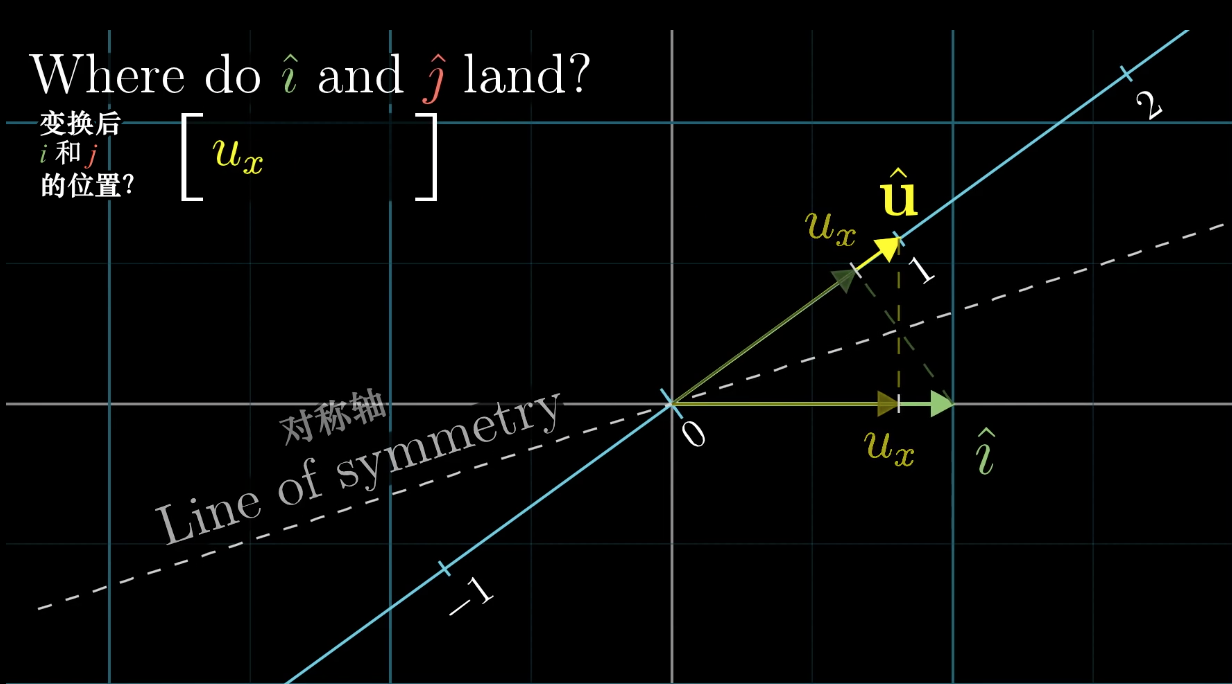 Where do î and ĵ land?
变换后
i 和 j
的位置?
[ u_x ]
2
û
u_x
1
对称轴
Line of symmetry
0
u_x
î
−1